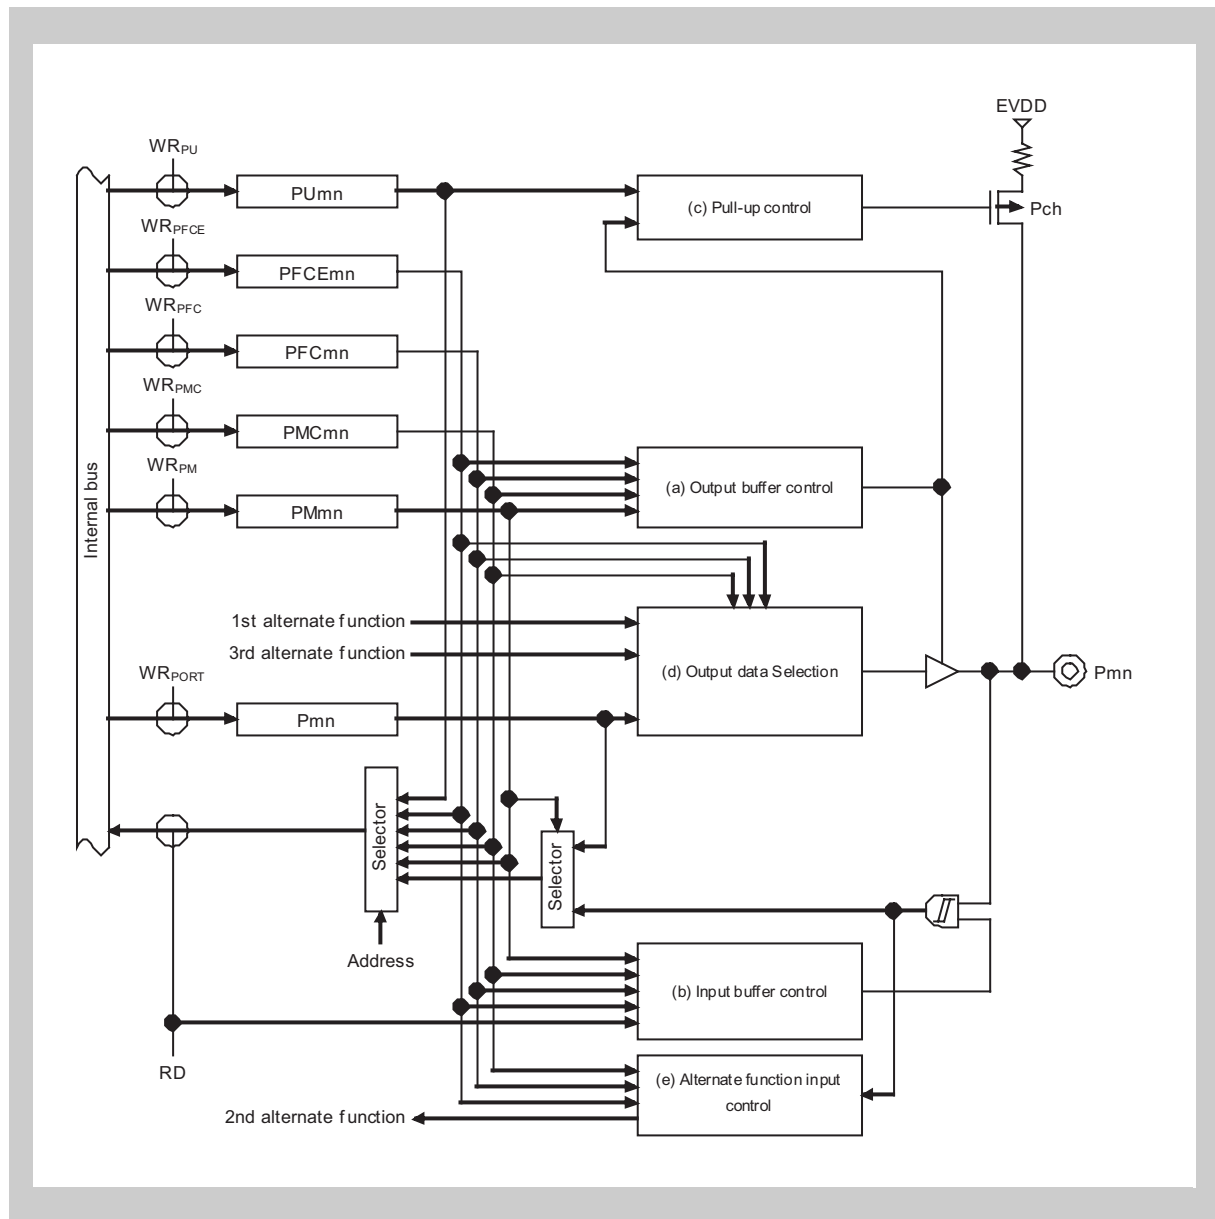 EVDD
WRPU
PUmn
(c) Pull-up control
Pch
WRPFCE
PFCEmn
WRPFC
PFCmn
WRPMC
PMCmn
WRPM
PMmn
(a) Output buffer control
Internal bus
1st alternate function
3rd alternate function
(d) Output data Selection
WRPORT
Pmn
Pmn
Selector
Selector
Address
(b) Input buffer control
RD
(e) Alternate function input
control
2nd alternate function